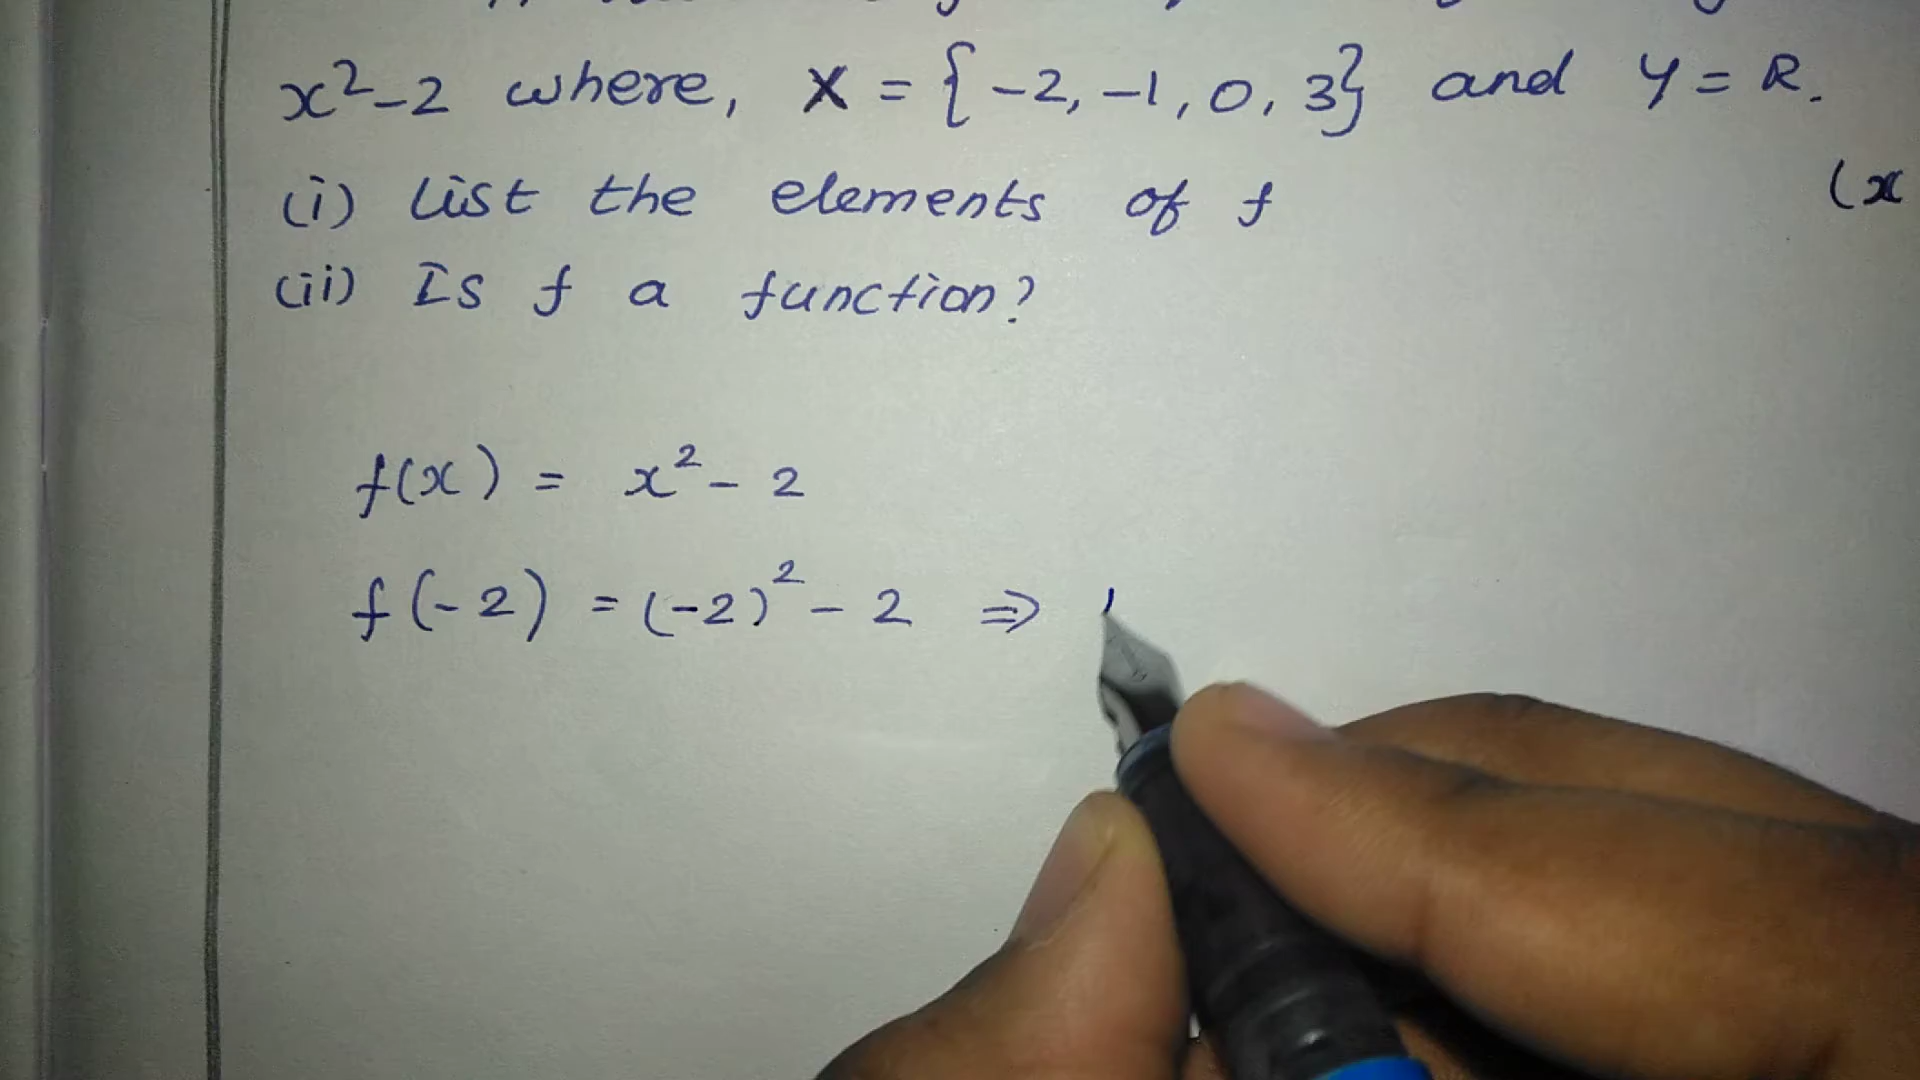 x²-2 where, X = {-2, -1, 0, 3} and Y = R.
(i) List the elements of f
(x
(ii) Is f a function?
f(x) = x² - 2
f(-2) = (-2)² - 2 ⇒